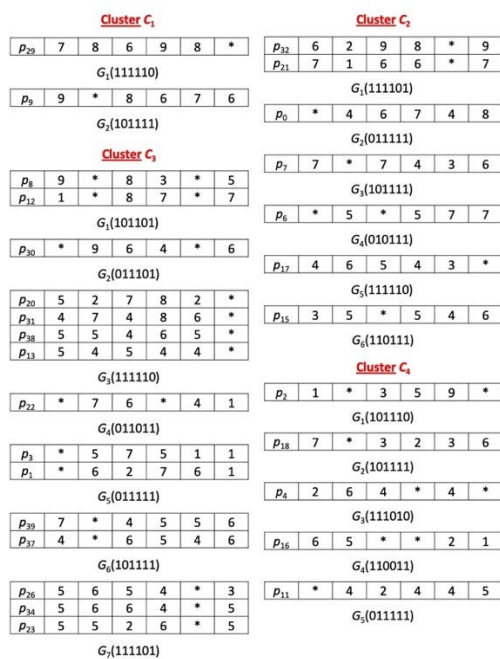 Cluster C1
p29 7 8 6 9 8 *
G1(111110)
p9 9 * 8 6 7 6
G2(101111)
Cluster C3
p8 9 * 8 3 * 5
p12 1 * 8 7 * 7
G1(101101)
p30 * 9 6 4 * 6
G2(011101)
p20 5 2 7 8 2 *
p31 4 7 4 8 6 *
p38 5 5 4 6 5 *
p13 5 4 5 4 4 *
G3(111110)
p22 * 7 6 * 4 1
G4(011011)
p3 * 5 7 5 1 1
p1 * 6 2 7 6 1
G5(011111)
p39 7 * 4 5 5 6
p37 4 * 6 5 4 6
G6(101111)
p26 5 6 5 4 * 3
p34 5 6 6 4 * 5
p23 5 5 2 6 * 5
G7(111101)
Cluster C2
p32 6 2 9 8 * 9
p21 7 1 6 6 * 7
G1(111101)
p0 * 4 6 7 4 8
G2(011111)
p7 7 * 7 4 3 6
G3(101111)
p6 * 5 * 5 7 7
G4(010111)
p17 4 6 5 4 3 *
G5(111110)
p15 3 5 * 5 4 6
G6(110111)
Cluster C4
p2 1 * 3 5 9 *
G1(101110)
p18 7 * 3 2 3 6
G2(101111)
p4 2 6 4 * 4 *
G3(111010)
p16 6 5 * * 2 1
G4(110011)
p11 * 4 2 4 4 5
G5(011111)